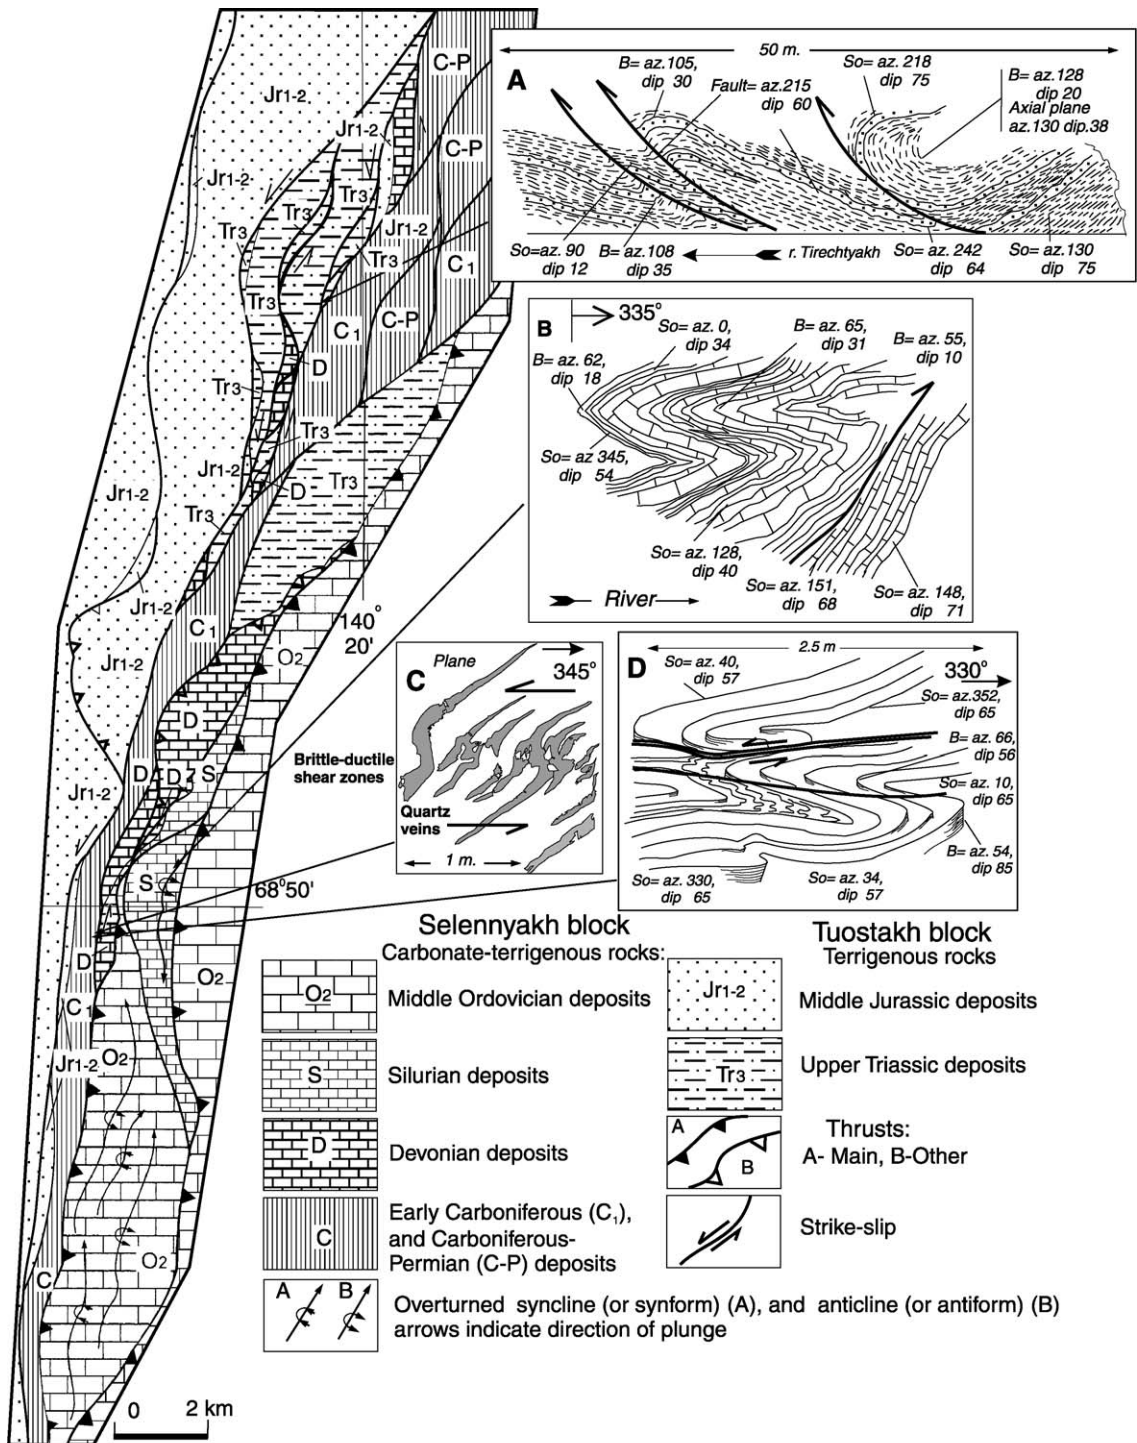 Jr1-2
C-P
Jr1-2
C-P
Jr1-2
Tr3
Tr3
Jr1-2
Tr3
Tr3
C1
Tr3
C-P
C1
D
Tr3
Tr3
Jr1-2
D
Tr3
Jr1-2
Tr3
Jr1-2
C1
140°
20'
Jr1-2
O2
D
D
D
S
Jr1-2
S
68°50'
D
O2
C1
Jr1-2
O2
O2
C
0 2 km
A
50 m.
B= az.105,
dip 30
Fault= az.215
dip 60
So= az. 218
dip 75
B= az.128
dip 20
Axial plane
az.130 dip.38
So=az. 90
dip 12
B= az.108
dip 35
r. Tirechtyakh
So= az.242
dip 64
So= az.130
dip 75
B
335°
So= az. 0,
dip 34
B= az. 65,
dip 31
B= az. 55,
dip 10
B= az. 62,
dip 18
So= az 345,
dip 54
So= az. 128,
dip 40
So= az. 151,
dip 68
So= az. 148,
dip 71
River
C
Plane
345°
Brittle-ductile
shear zones
Quartz
veins
1 m.
D
2.5 m
330°
So= az. 40,
dip 57
So= az.352,
dip 65
B= az. 66,
dip 56
So= az. 10,
dip 65
B= az. 54,
dip 85
So= az. 330,
dip 65
So= az. 34,
dip 57
Selennyakh block
Carbonate-terrigenous rocks:
O2
Middle Ordovician deposits
S
Silurian deposits
D
Devonian deposits
C
Early Carboniferous (C1),
and Carboniferous-
Permian (C-P) deposits
A B
Overturned syncline (or synform) (A), and anticline (or antiform) (B)
arrows indicate direction of plunge
Tuostakh block
Terrigenous rocks
Jr1-2
Middle Jurassic deposits
Tr3
Upper Triassic deposits
A
B
Thrusts:
A- Main, B-Other
Strike-slip